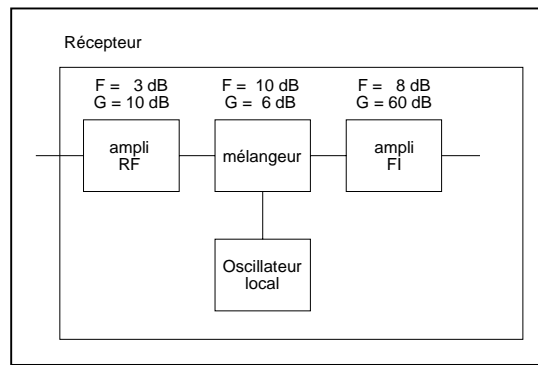 Récepteur
F = 3 dB
G = 10 dB
F = 10 dB
G = 6 dB
F = 8 dB
G = 60 dB
ampli
RF
mélangeur
ampli
FI
Oscillateur
local